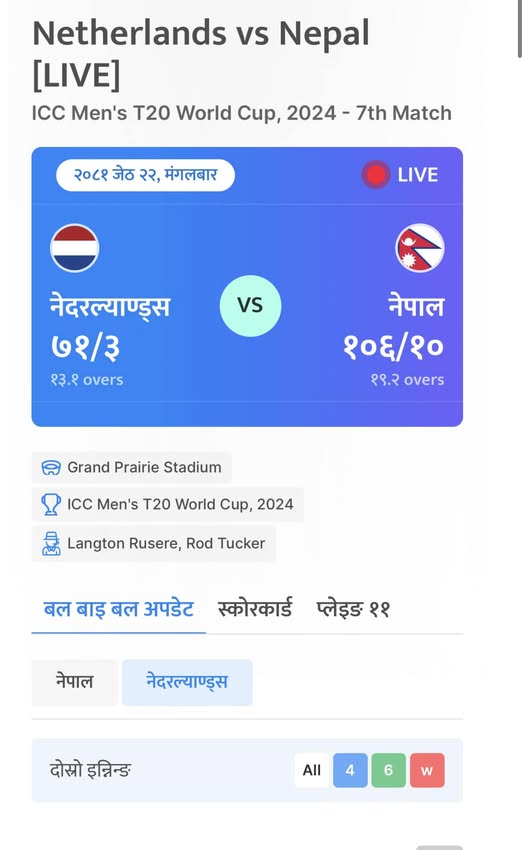 Netherlands vs Nepal
[LIVE]
ICC Men's T20 World Cup, 2024 - 7th Match
२०८१ जेठ २२, मंगलबार
LIVE
नेदरल्याण्ड्स
VS
नेपाल
७१/३
१०६/१०
१३.१ overs
१९.२ overs
Grand Prairie Stadium
ICC Men's T20 World Cup, 2024
Langton Rusere, Rod Tucker
बल बाइ बल अपडेट स्कोरकार्ड प्लेइङ ११
नेपाल नेदरल्याण्ड्स
दोस्रो इन्निङ All 4 6 w